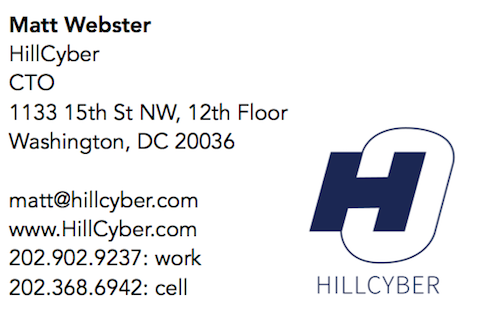 Matt Webster
HillCyber
CTO
1133 15th St NW, 12th Floor
Washington, DC 20036
matt@hillcyber.com
www.HillCyber.com
202.902.9237: work
202.368.6942: cell
H
HILLCYBER